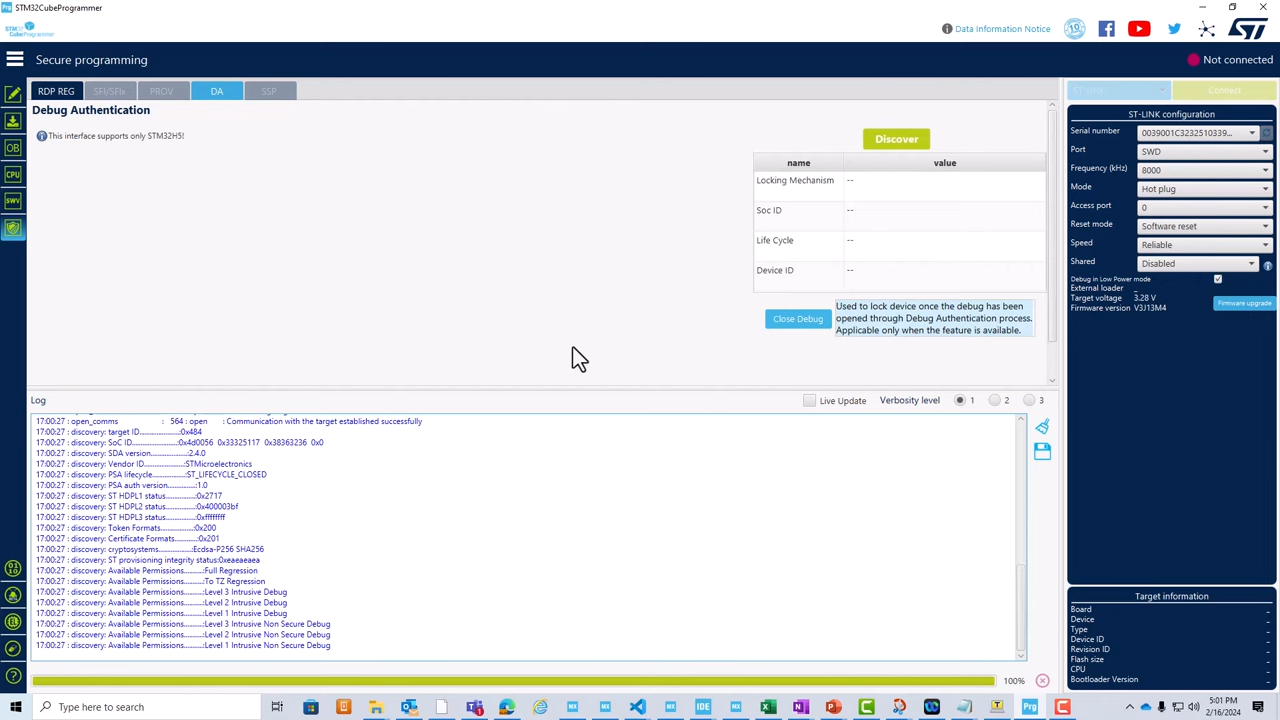 Prg STM32CubeProgrammer
STM32 CubeProgrammer
Data Information Notice
10
Secure programming
Not connected
RDP REG
SFI/SFIx
PROV
DA
SSP
ST-LINK
Connect
Debug Authentication
This interface supports only STM32H5!
Discover
name value
Locking Mechanism --
Soc ID --
Life Cycle --
Device ID --
Close Debug
Used to lock device once the debug has been
opened through Debug Authentication process.
Applicable only when the feature is available.
OB
CPU
SWV
ST-LINK configuration
Serial number 0039001C3232510339...
Port SWD
Frequency (kHz) 8000
Mode Hot plug
Access port 0
Reset mode Software reset
Speed Reliable
Shared Disabled
Debug in Low Power mode
External loader _
Target voltage 3.28 V
Firmware version V3J13M4
Firmware upgrade
Log
Live Update Verbosity level 1 2 3
17:00:27 : open_comms : 564 : open : Communication with the target established successfully
17:00:27 : discovery: target ID.......................:0x484
17:00:27 : discovery: SoC ID...........................:0x4d0056 0x33325117 0x38363236 0x0
17:00:27 : discovery: SDA version...................:2.4.0
17:00:27 : discovery: Vendor ID.....................:STMicroelectronics
17:00:27 : discovery: PSA lifecycle..................:ST_LIFECYCLE_CLOSED
17:00:27 : discovery: PSA auth version.............:1.0
17:00:27 : discovery: ST HDPL1 status.............:0x2717
17:00:27 : discovery: ST HDPL2 status.............:0x400003bf
17:00:27 : discovery: ST HDPL3 status.............:0xffffffff
17:00:27 : discovery: Token Formats...............:0x200
17:00:27 : discovery: Certificate Formats.........:0x201
17:00:27 : discovery: cryptosystems...............:Ecdsa-P256 SHA256
17:00:27 : discovery: ST provisioning integrity status:0xeaeaeaea
17:00:27 : discovery: Available Permissions..........:Full Regression
17:00:27 : discovery: Available Permissions..........:To TZ Regression
17:00:27 : discovery: Available Permissions..........:Level 3 Intrusive Debug
17:00:27 : discovery: Available Permissions..........:Level 2 Intrusive Debug
17:00:27 : discovery: Available Permissions..........:Level 1 Intrusive Debug
17:00:27 : discovery: Available Permissions..........:Level 3 Intrusive Non Secure Debug
17:00:27 : discovery: Available Permissions..........:Level 2 Intrusive Non Secure Debug
17:00:27 : discovery: Available Permissions..........:Level 1 Intrusive Non Secure Debug
100%
Target information
Board _
Device _
Type _
Device ID _
Revision ID _
Flash size _
CPU _
Bootloader Version _
Type here to search
MX
MX
IDE
MX
Prg
5:01 PM
2/16/2024